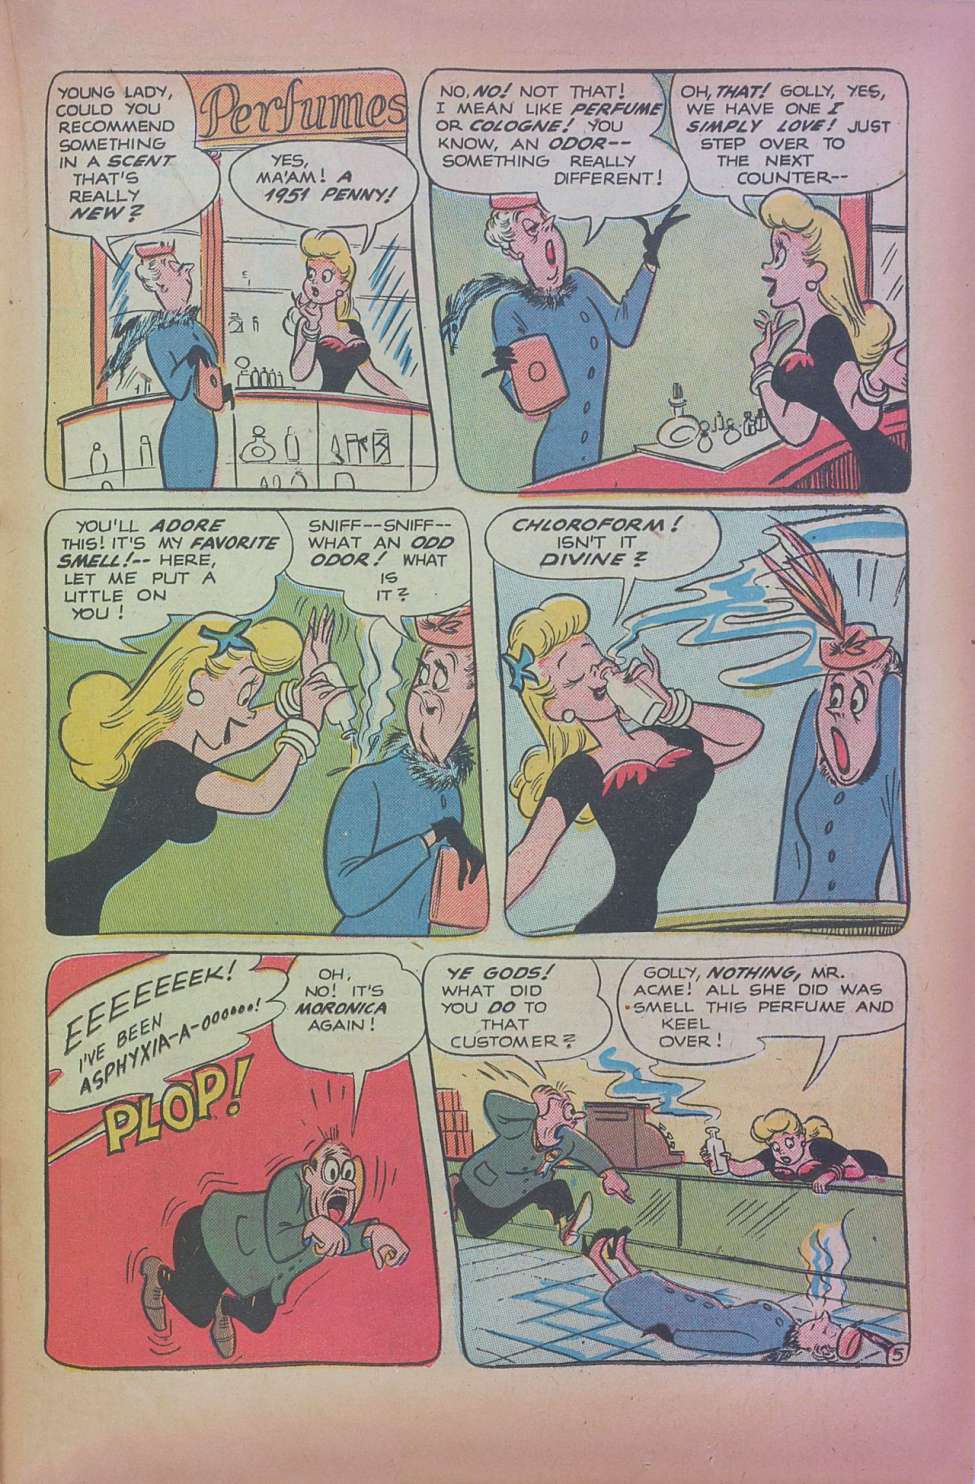 YOUNG LADY,
COULD YOU
RECOMMEND
SOMETHING
IN A SCENT
THAT'S
REALLY
NEW?
Perfumes
YES,
MA'AM! A
1951 PENNY!
NO, NO! NOT THAT!
I MEAN LIKE PERFUME
OR COLOGNE! YOU
KNOW, AN ODOR--
SOMETHING REALLY
DIFFERENT!
OH, THAT! GOLLY, YES,
WE HAVE ONE I
SIMPLY LOVE! JUST
STEP OVER TO
THE NEXT
COUNTER--
YOU'LL ADORE
THIS! IT'S MY FAVORITE
SMELL!-- HERE,
LET ME PUT A
LITTLE ON
YOU!
SNIFF--SNIFF--
WHAT AN ODD
ODOR! WHAT
IS
IT?
CHLOROFORM!
ISN'T IT
DIVINE?
EEEEEEEK!
I'VE BEEN
ASPHYXIA-A-OOOOOO!
PLOP!
OH,
NO! IT'S
MORONICA
AGAIN!
YE GODS!
WHAT DID
YOU DO TO
THAT
CUSTOMER?
GOLLY, NOTHING, MR.
ACME! ALL SHE DID WAS
SMELL THIS PERFUME AND
KEEL
OVER!
5